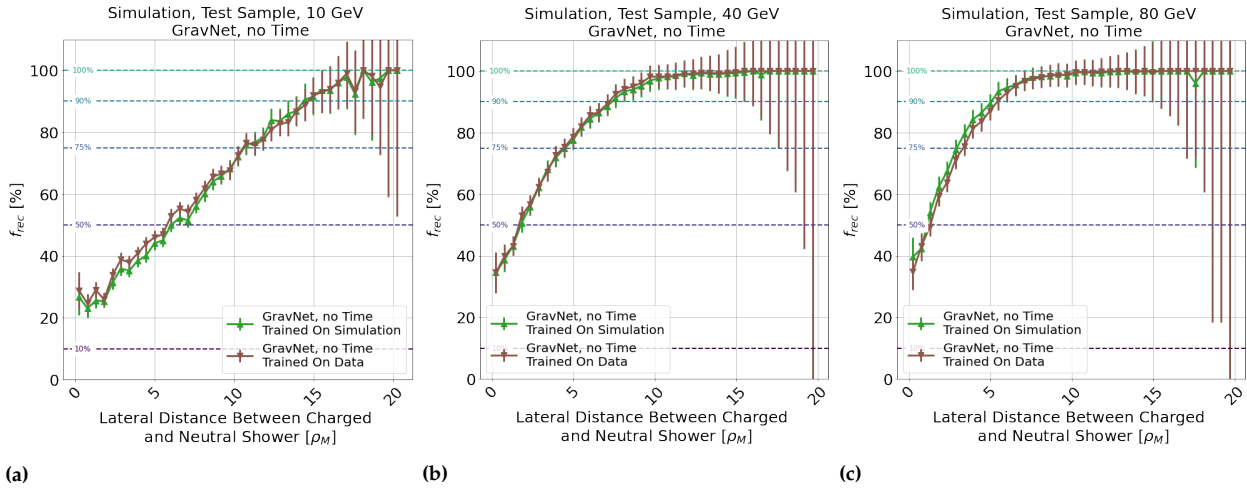 Simulation, Test Sample, 10 GeV
GravNet, no Time
100%
90%
75%
50%
10%
100
80
60
40
20
0
f_rec [%]
GravNet, no Time
Trained On Simulation
GravNet, no Time
Trained On Data
0
5
10
15
20
Lateral Distance Between Charged
and Neutral Shower [ρ_M]
(a)
Simulation, Test Sample, 40 GeV
GravNet, no Time
100%
90%
75%
50%
10%
100
80
60
40
20
0
f_rec [%]
GravNet, no Time
Trained On Simulation
GravNet, no Time
Trained On Data
0
5
10
15
20
Lateral Distance Between Charged
and Neutral Shower [ρ_M]
(b)
Simulation, Test Sample, 80 GeV
GravNet, no Time
100%
90%
75%
50%
10%
100
80
60
40
20
0
f_rec [%]
GravNet, no Time
Trained On Simulation
GravNet, no Time
Trained On Data
0
5
10
15
20
Lateral Distance Between Charged
and Neutral Shower [ρ_M]
(c)